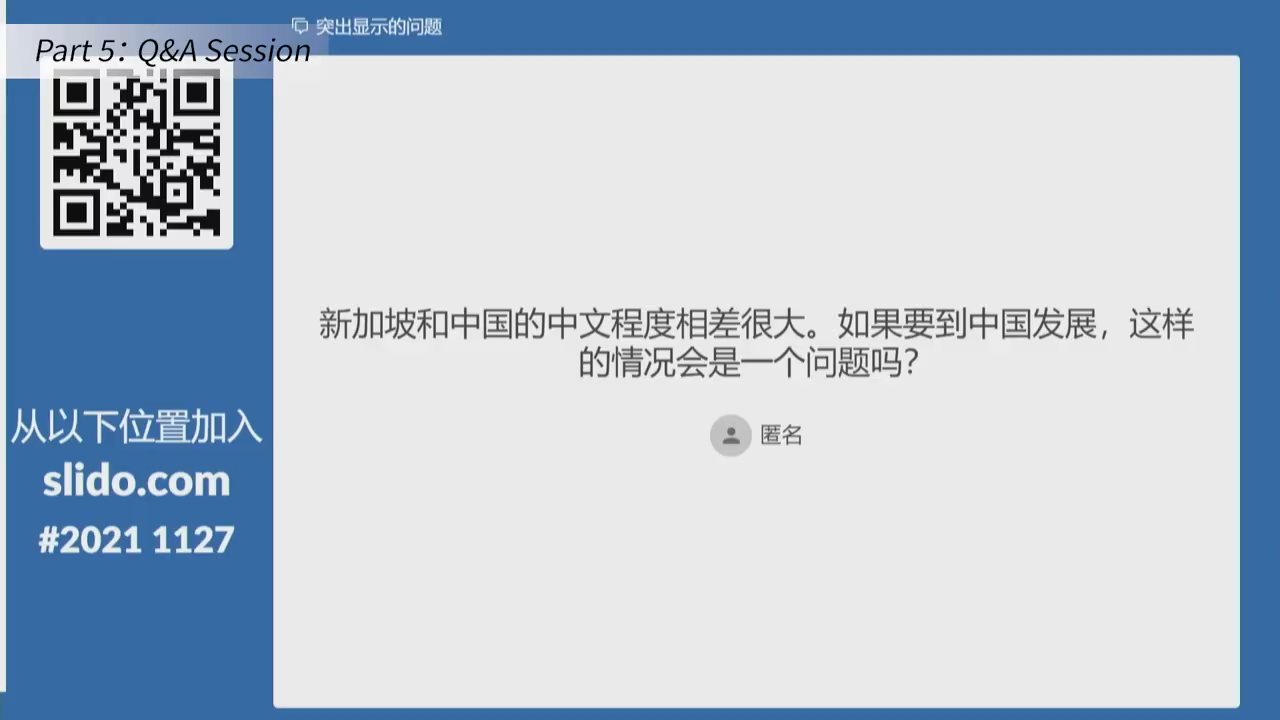 突出显示的问题
Part 5：Q&A Session
新加坡和中国的中文程度相差很大。如果要到中国发展，这样
的情况会是一个问题吗？
匿名
从以下位置加入
slido.com
#2021 1127